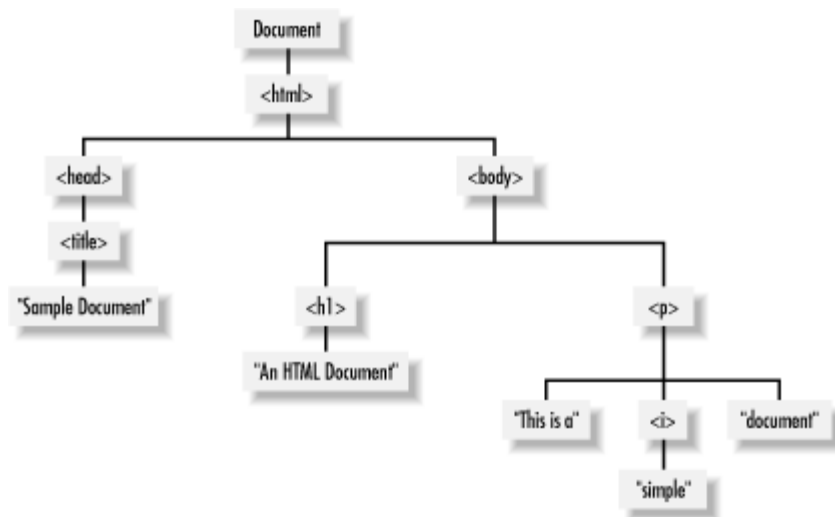 Document
<html>
<head>
<body>
<title>
"Sample Document"
<h1>
<p>
"An HTML Document"
"This is a"
<i>
"document"
"simple"